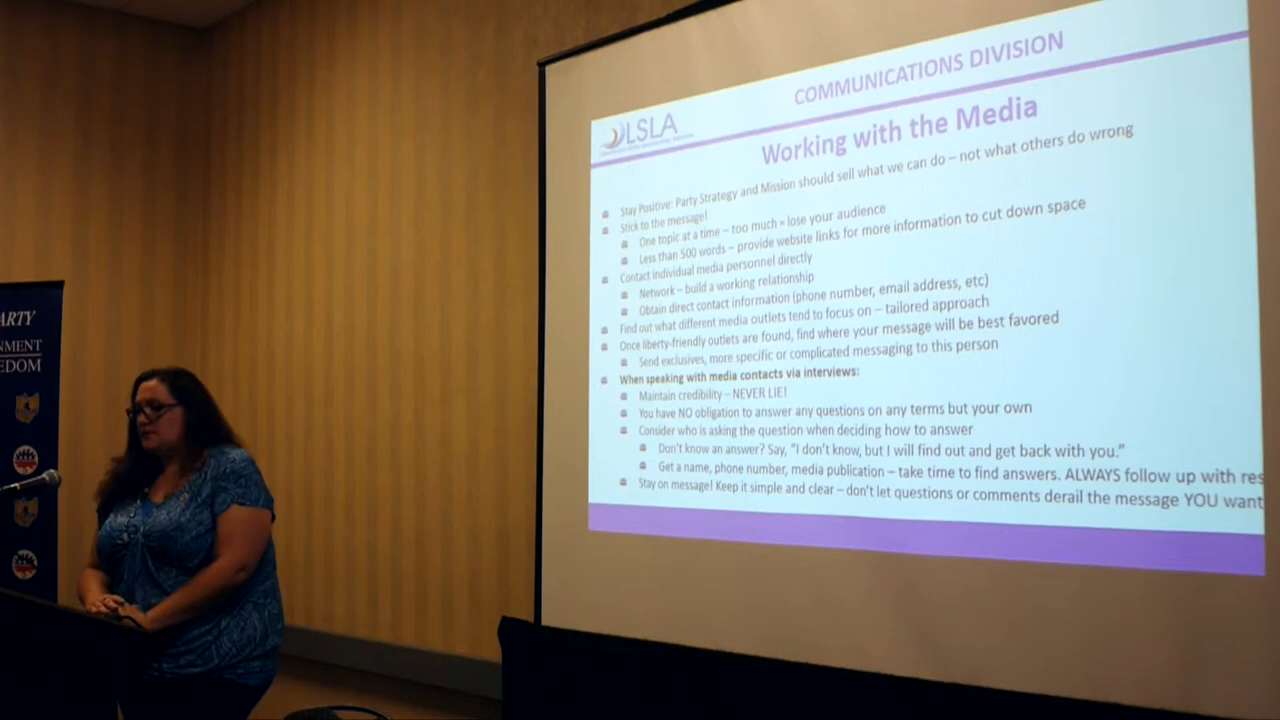 COMMUNICATIONS DIVISION
LSLA
Working with the Media
Stay Positive: Party Strategy and Mission should sell what we can do – not what others do wrong
Stick to the message!
One topic at a time – too much = lose your audience
Less than 500 words – provide website links for more information to cut down space
Contact individual media personnel directly
Network – build a working relationship
Obtain direct contact information (phone number, email address, etc)
Find out what different media outlets tend to focus on – tailored approach
Once liberty-friendly outlets are found, find where your message will be best favored
Send exclusives, more specific or complicated messaging to this person
When speaking with media contacts via interviews:
Maintain credibility – NEVER LIE!
You have NO obligation to answer any questions on any terms but your own
Consider who is asking the question when deciding how to answer
Don't know an answer? Say, "I don't know, but I will find out and get back with you."
Get a name, phone number, media publication – take time to find answers. ALWAYS follow up with res
Stay on message! Keep it simple and clear – don't let questions or comments derail the message YOU want
ARTY
NMENT
EDOM